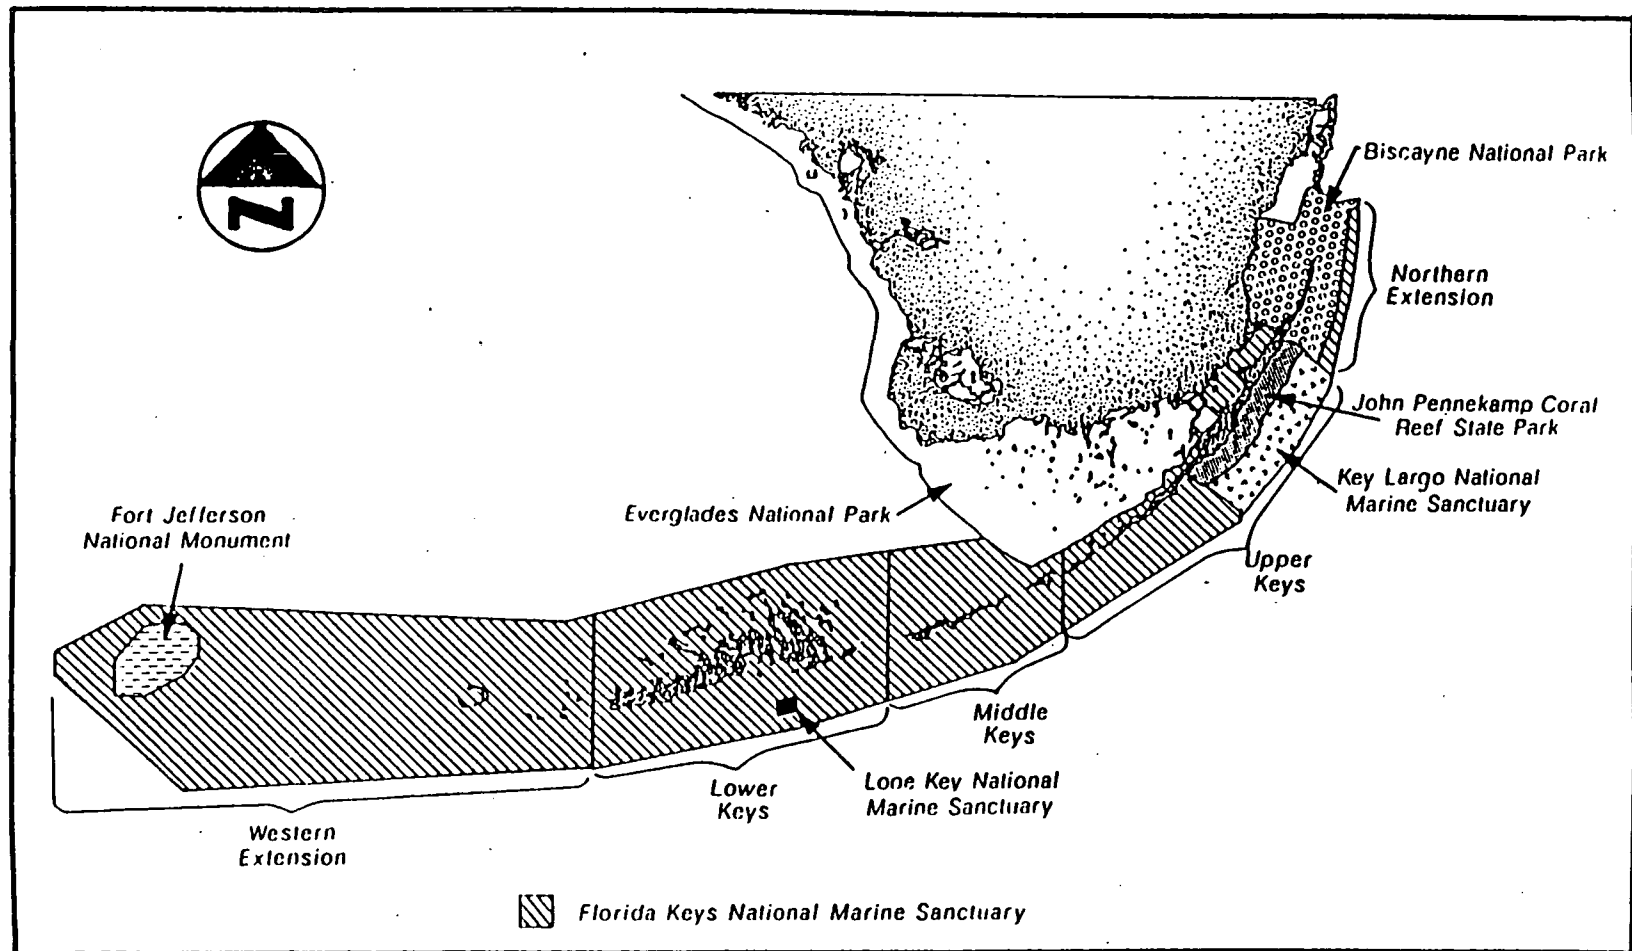 N
Biscayne National Park
Northern
Extension
John Pennekamp Coral
Reef State Park
Key Largo National
Marine Sanctuary
Everglades National Park
Fort Jefferson
National Monument
Upper
Keys
Middle
Keys
Looe Key National
Marine Sanctuary
Lower
Keys
Western
Extension
Florida Keys National Marine Sanctuary